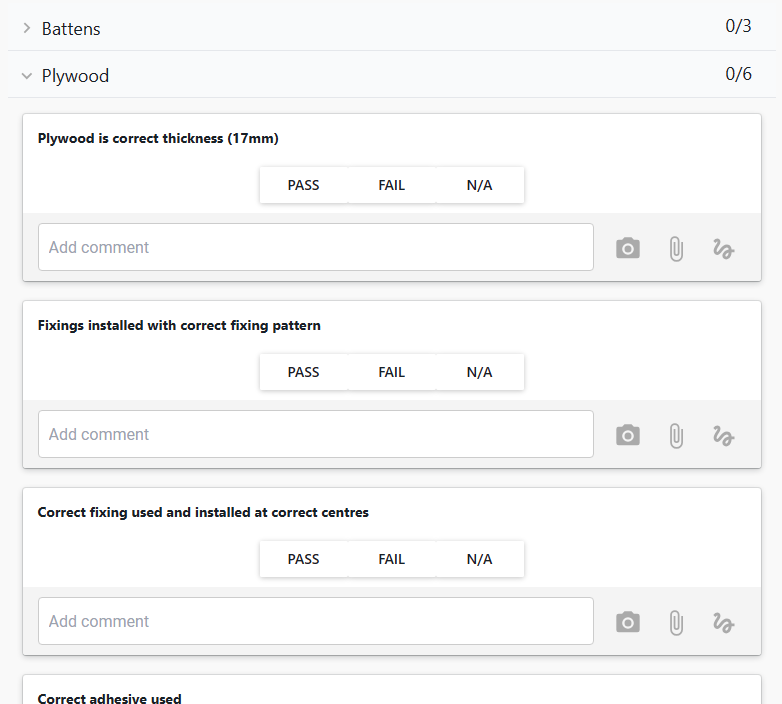 Battens 0/3
Plywood 0/6
Plywood is correct thickness (17mm)
PASS FAIL N/A
Add comment
Fixings installed with correct fixing pattern
PASS FAIL N/A
Add comment
Correct fixing used and installed at correct centres
PASS FAIL N/A
Add comment
Correct adhesive used